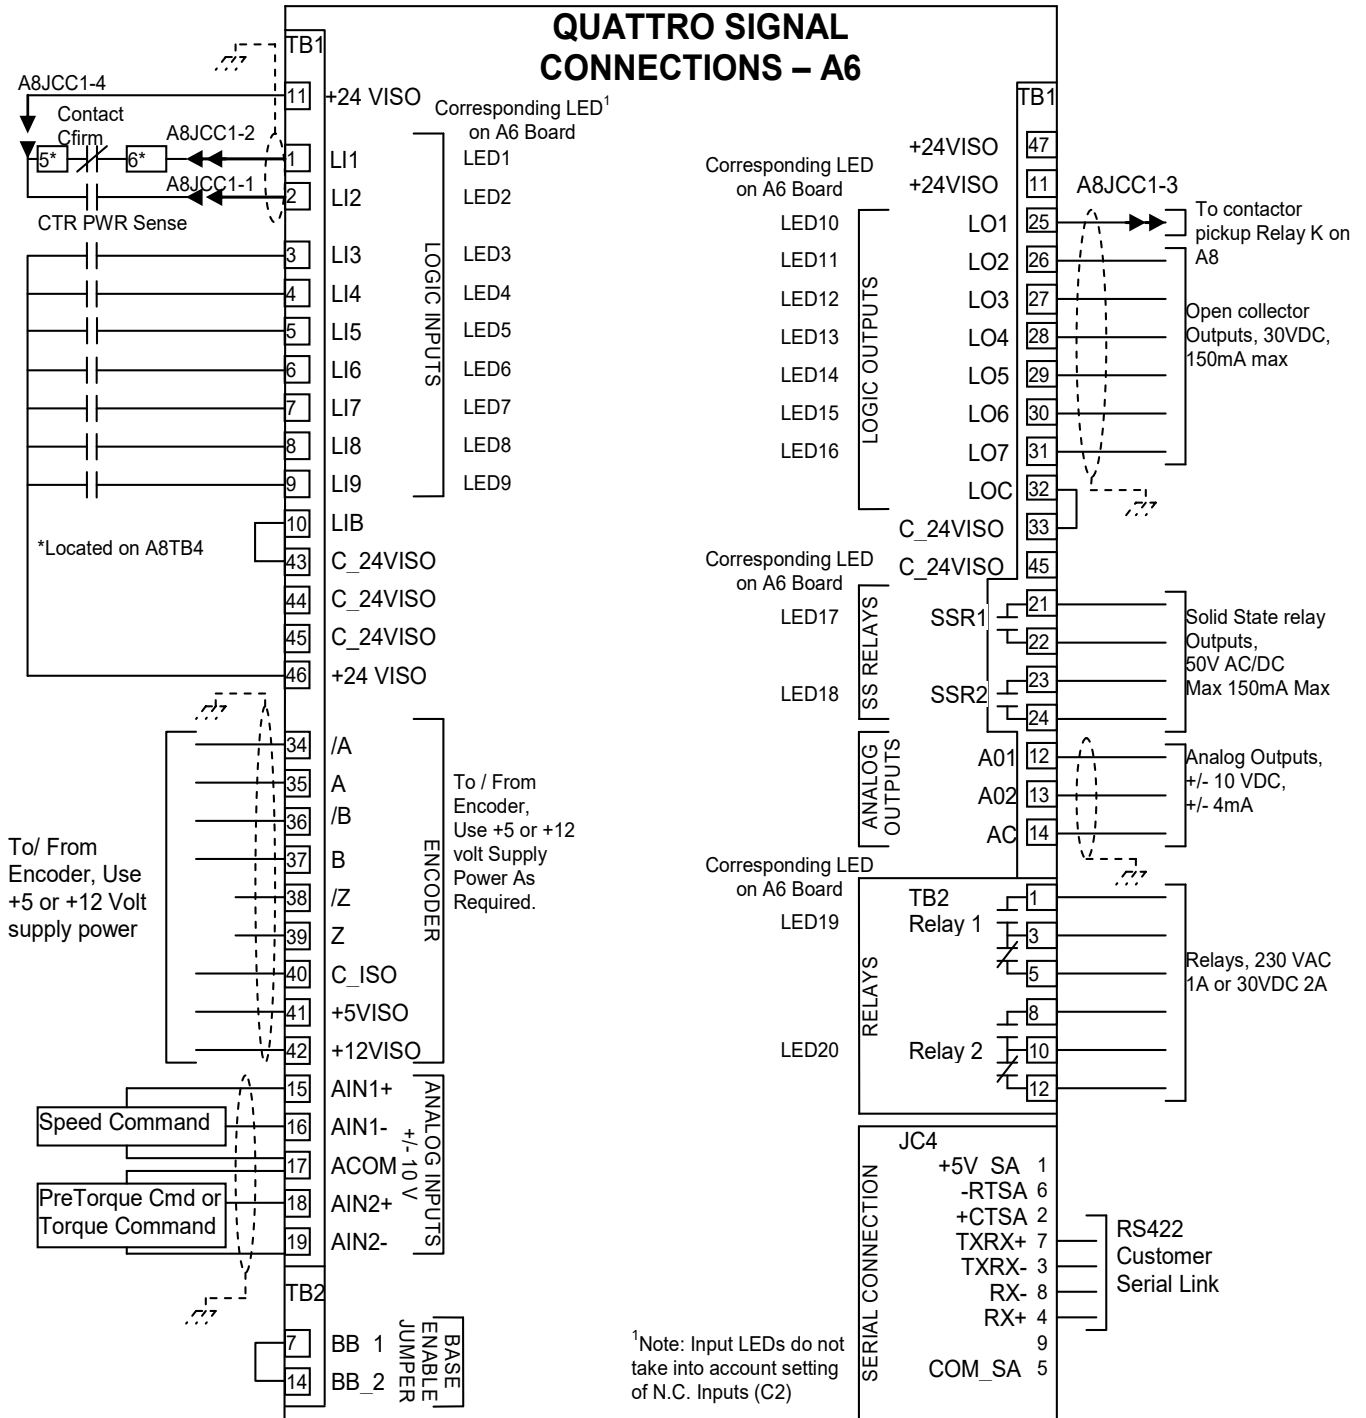 QUATTRO SIGNAL
CONNECTIONS – A6
TB1
A8JCC1-4
11 +24 VISO
Contact
Cfirm
A8JCC1-2
5*
6*
1 LI1
A8JCC1-1
2 LI2
CTR PWR Sense
3 LI3
4 LI4
5 LI5
6 LI6
7 LI7
8 LI8
9 LI9
LOGIC INPUTS
Corresponding LED1
on A6 Board
LED1
LED2
LED3
LED4
LED5
LED6
LED7
LED8
LED9
10 LIB
*Located on A8TB4
43 C_24VISO
44 C_24VISO
45 C_24VISO
46 +24 VISO
34 /A
35 A
36 /B
37 B
38 /Z
39 Z
40 C_ISO
41 +5VISO
42 +12VISO
ENCODER
To/ From
Encoder, Use
+5 or +12 Volt
supply power
To / From
Encoder,
Use +5 or +12
volt Supply
Power As
Required.
15 AIN1+
16 AIN1-
17 ACOM
18 AIN2+
19 AIN2-
Speed Command
PreTorque Cmd or
Torque Command
ANALOG INPUTS
+/- 10 V
TB2
7 BB_1
14 BB_2
BASE
ENABLE
JUMPER
TB1
+24VISO 47
+24VISO 11
Corresponding LED
on A6 Board
A8JCC1-3
LED10 LO1 25
LED11 LO2 26
LED12 LO3 27
LED13 LO4 28
LED14 LO5 29
LED15 LO6 30
LED16 LO7 31
LOC 32
LOGIC OUTPUTS
To contactor
pickup Relay K on
A8
Open collector
Outputs, 30VDC,
150mA max
C_24VISO 33
C_24VISO 45
Corresponding LED
on A6 Board
LED17 SSR1 21
22
LED18 SSR2 23
24
SS RELAYS
Solid State relay
Outputs,
50V AC/DC
Max 150mA Max
A01 12
A02 13
AC 14
ANALOG
OUTPUTS
Analog Outputs,
+/- 10 VDC,
+/- 4mA
Corresponding LED
on A6 Board
TB2
LED19 Relay 1
1
3
5
8
LED20 Relay 2 10
12
RELAYS
Relays, 230 VAC
1A or 30VDC 2A
JC4
+5V_SA 1
-RTSA 6
+CTSA 2
TXRX+ 7
TXRX- 3
RX- 8
RX+ 4
9
COM_SA 5
SERIAL CONNECTION
RS422
Customer
Serial Link
1Note: Input LEDs do not
take into account setting
of N.C. Inputs (C2)